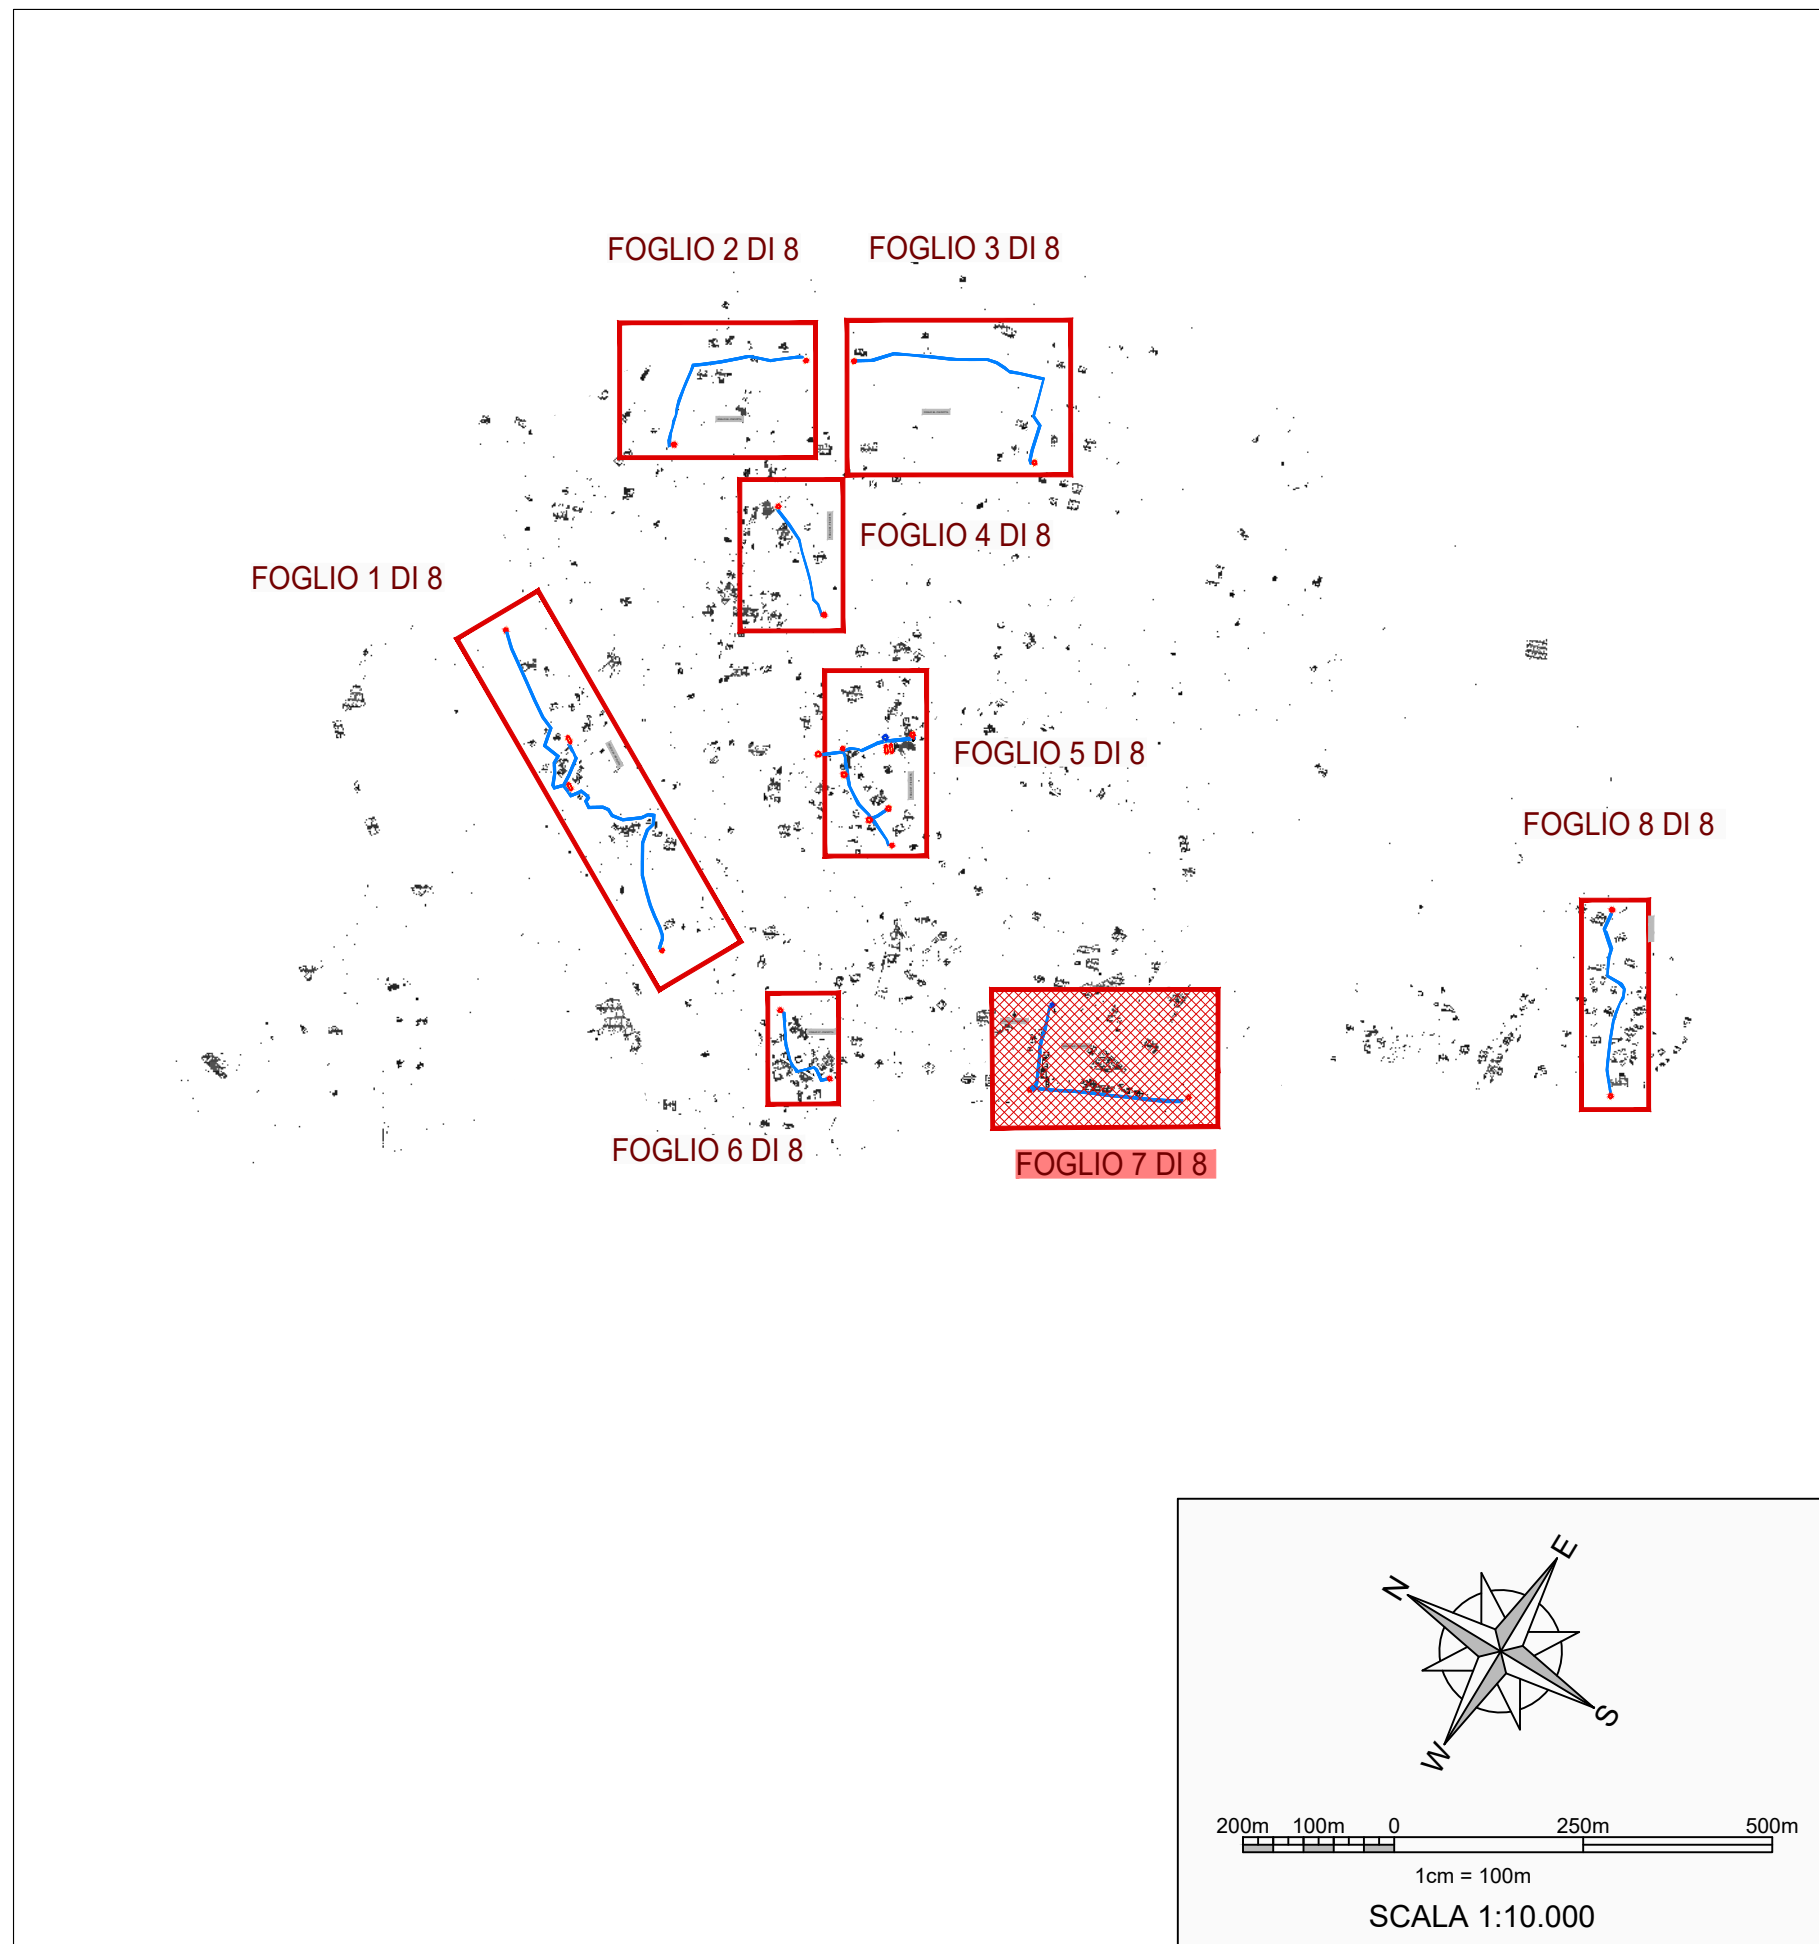 FOGLIO 2 DI 8
FOGLIO 3 DI 8
FOGLIO 4 DI 8
FOGLIO 1 DI 8
FOGLIO 5 DI 8
FOGLIO 8 DI 8
FOGLIO 6 DI 8
FOGLIO 7 DI 8
N
E
S
W
200m 100m 0 250m 500m
1cm = 100m
SCALA 1:10.000